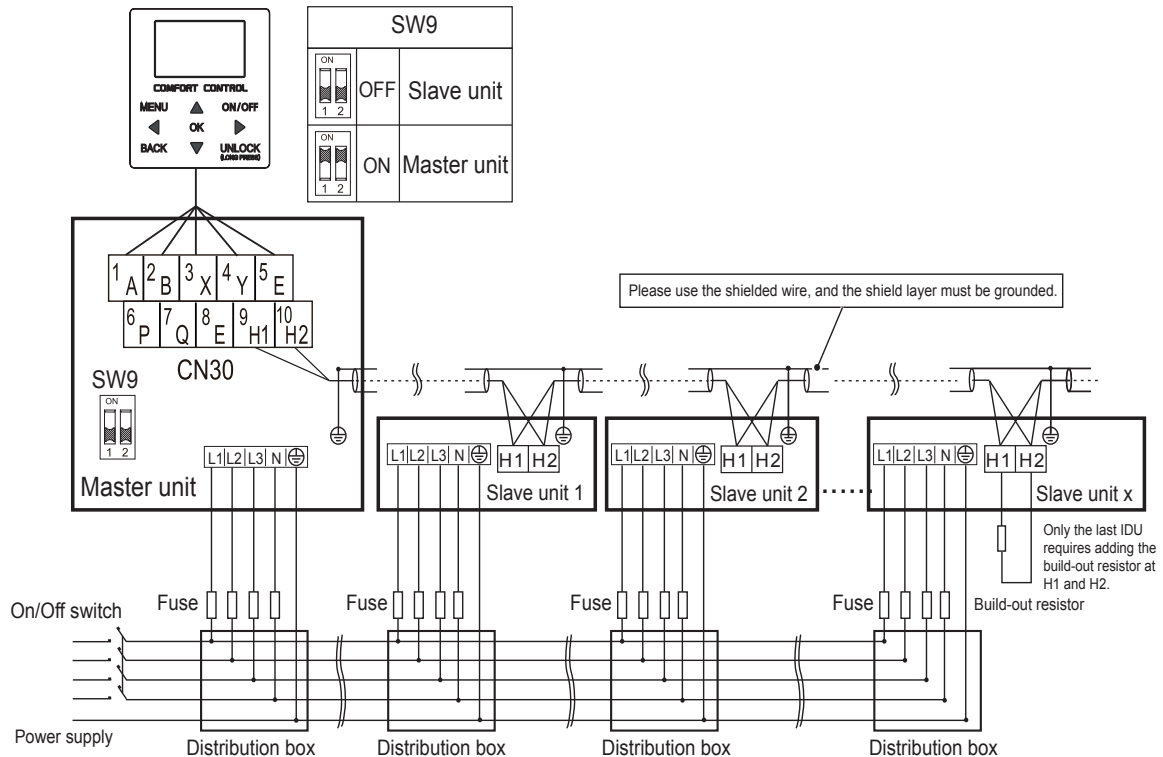 COMFORT CONTROL
MENU
ON/OFF
OK
BACK
UNLOCK
(LONG PRESS)
SW9
ON
1 2
OFF
Slave unit
ON
1 2
ON
Master unit
1 A 2 B 3 X 4 Y 5 E
6 P 7 Q 8 E 9 H1 10 H2
CN30
SW9
ON
1 2
L1 L2 L3 N
Master unit
Please use the shielded wire, and the shield layer must be grounded.
L1 L2 L3 N
H1 H2
Slave unit 1
L1 L2 L3 N
H1 H2
Slave unit 2
L1 L2 L3 N
H1 H2
Slave unit x
Only the last IDU
requires adding the
build-out resistor at
H1 and H2.
Build-out resistor
On/Off switch
Fuse
Fuse
Fuse
Fuse
Power supply
Distribution box
Distribution box
Distribution box
Distribution box